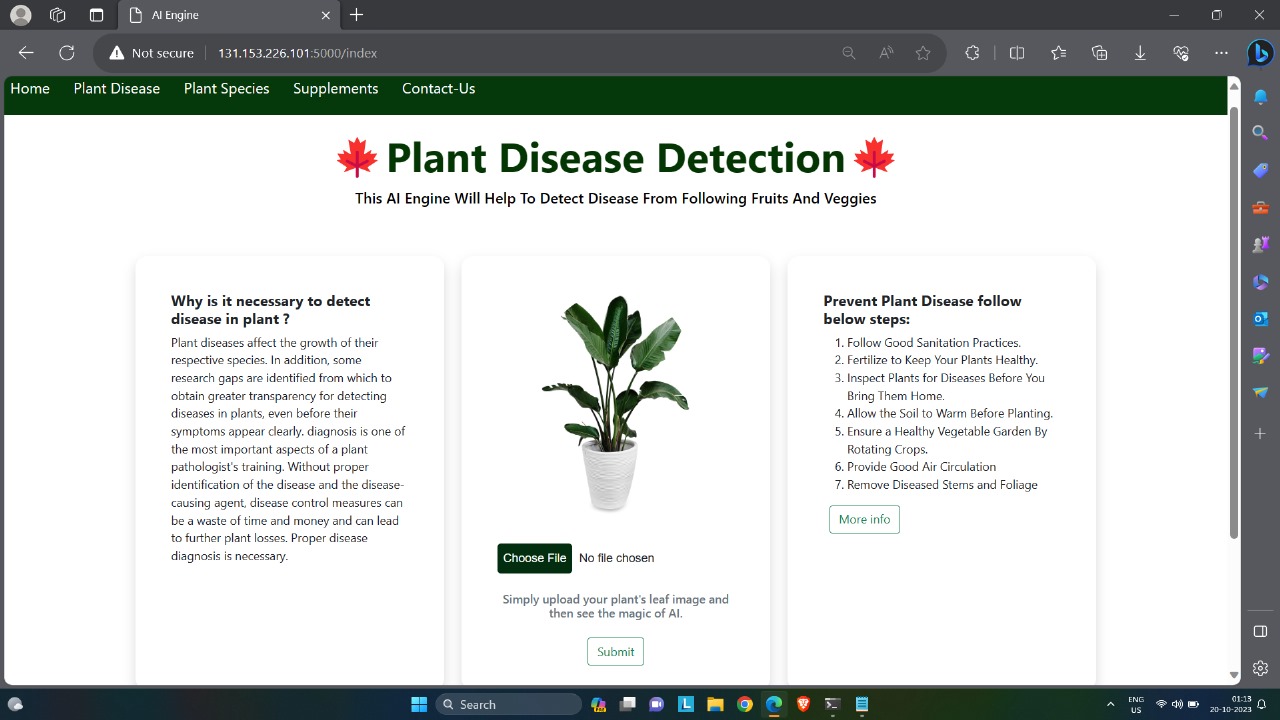 AI Engine
Not secure
131.153.226.101:5000/index
Home Plant Disease Plant Species Supplements Contact-Us
Plant Disease Detection
This AI Engine Will Help To Detect Disease From Following Fruits And Veggies
Why is it necessary to detect
disease in plant ?
Plant diseases affect the growth of their
respective species. In addition, some
research gaps are identified from which to
obtain greater transparency for detecting
diseases in plants, even before their
symptoms appear clearly. diagnosis is one of
the most important aspects of a plant
pathologist's training. Without proper
identification of the disease and the disease-
causing agent, disease control measures can
be a waste of time and money and can lead
to further plant losses. Proper disease
diagnosis is necessary.
Choose File No file chosen
Simply upload your plant's leaf image and
then see the magic of AI.
Submit
Prevent Plant Disease follow
below steps:
1. Follow Good Sanitation Practices.
2. Fertilize to Keep Your Plants Healthy.
3. Inspect Plants for Diseases Before You
Bring Them Home.
4. Allow the Soil to Warm Before Planting.
5. Ensure a Healthy Vegetable Garden By
Rotating Crops.
6. Provide Good Air Circulation
7. Remove Diseased Stems and Foliage
More info
Search
ENG
US
01:13
20-10-2023